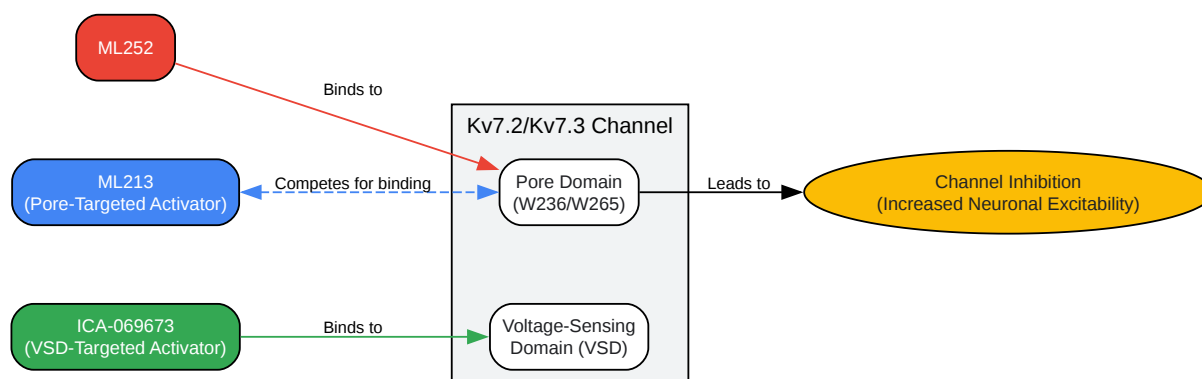 ML252
Binds to
Kv7.2/Kv7.3 Channel
ML213
(Pore-Targeted Activator)
Competes for binding
Pore Domain
(W236/W265)
Leads to
Channel Inhibition
(Increased Neuronal Excitability)
ICA-069673
(VSD-Targeted Activator)
Binds to
Voltage-Sensing
Domain (VSD)